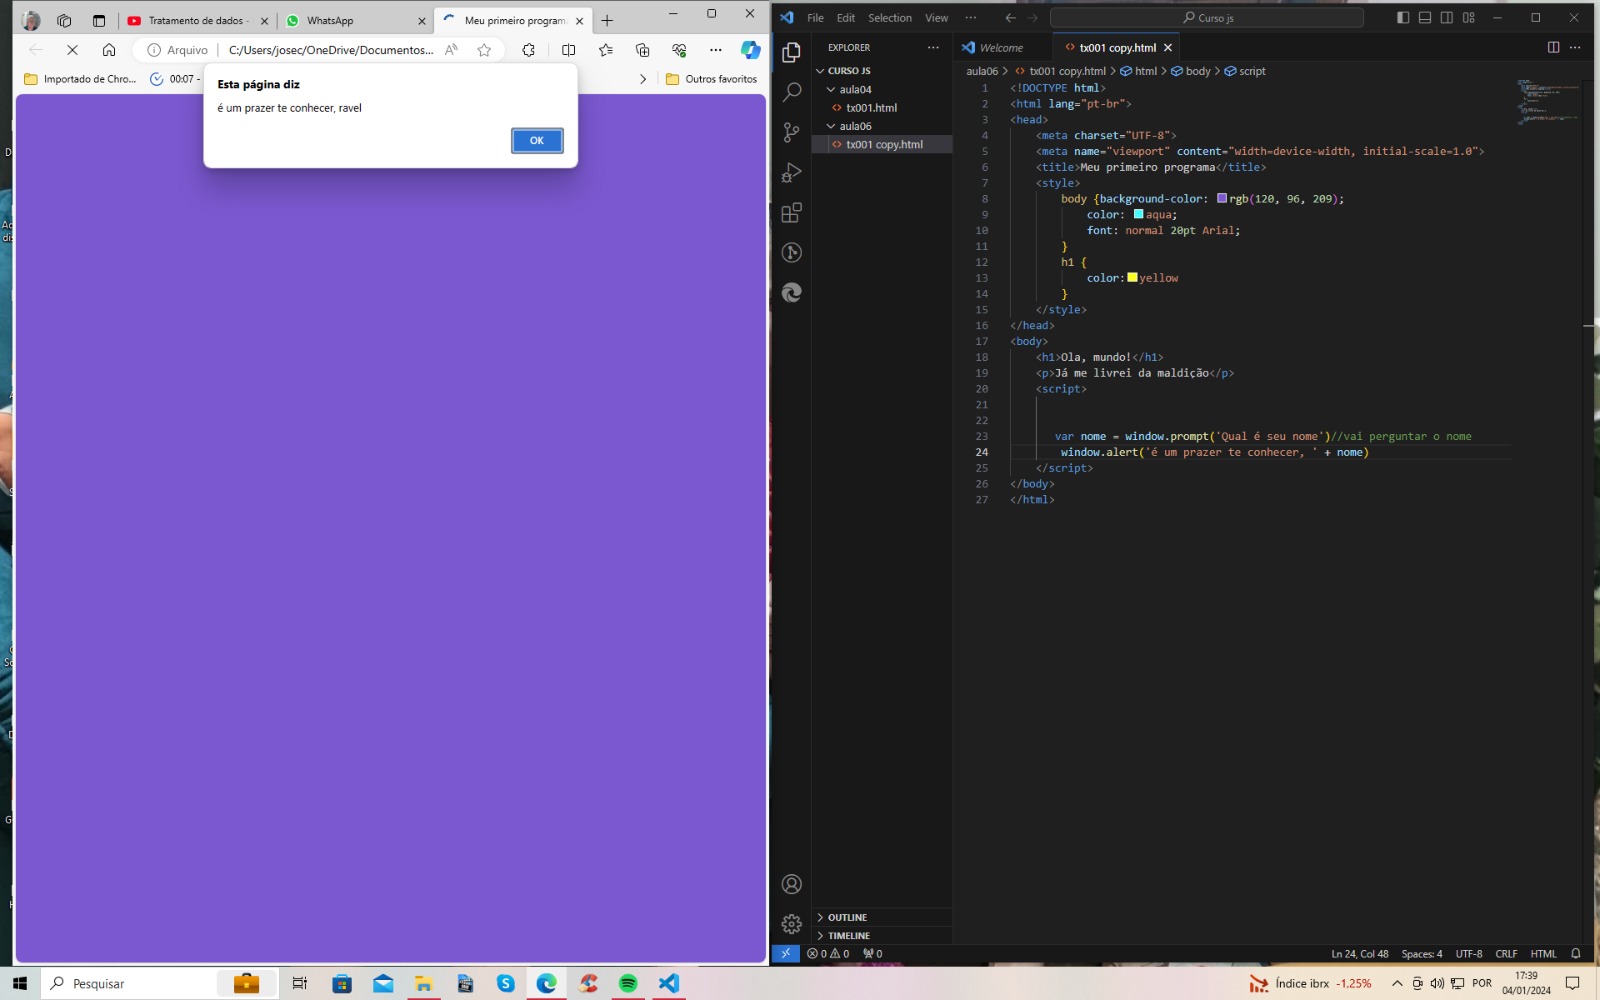 Tratamento de dados -
WhatsApp
Meu primeiro programa
Arquivo
C:/Users/josec/OneDrive/Documentos...
Importado de Chro...
00:07 -
Outros favoritos
Esta página diz
é um prazer te conhecer, ravel
OK
File Edit Selection View ···
Curso js
EXPLORER
Welcome
tx001 copy.html
CURSO JS
aula04
tx001.html
aula06
tx001 copy.html
aula06 > tx001 copy.html > html > body > script
1 <!DOCTYPE html>
2 <html lang="pt-br">
3 <head>
4 <meta charset="UTF-8">
5 <meta name="viewport" content="width=device-width, initial-scale=1.0">
6 <title>Meu primeiro programa</title>
7 <style>
8 body {background-color: rgb(120, 96, 209);
9 color: aqua;
10 font: normal 20pt Arial;
11 }
12 h1 {
13 color: yellow
14 }
15 </style>
16 </head>
17 <body>
18 <h1>Ola, mundo!</h1>
19 <p>Já me livrei da maldição</p>
20 <script>
21
22
23 var nome = window.prompt('Qual é seu nome')//vai perguntar o nome
24 window.alert('é um prazer te conhecer, ' + nome)
25 </script>
26 </body>
27 </html>
OUTLINE
TIMELINE
0 0 0
Ln 24, Col 48 Spaces: 4 UTF-8 CRLF HTML
Pesquisar
Índice ibrx -1.25%
POR
17:39
04/01/2024